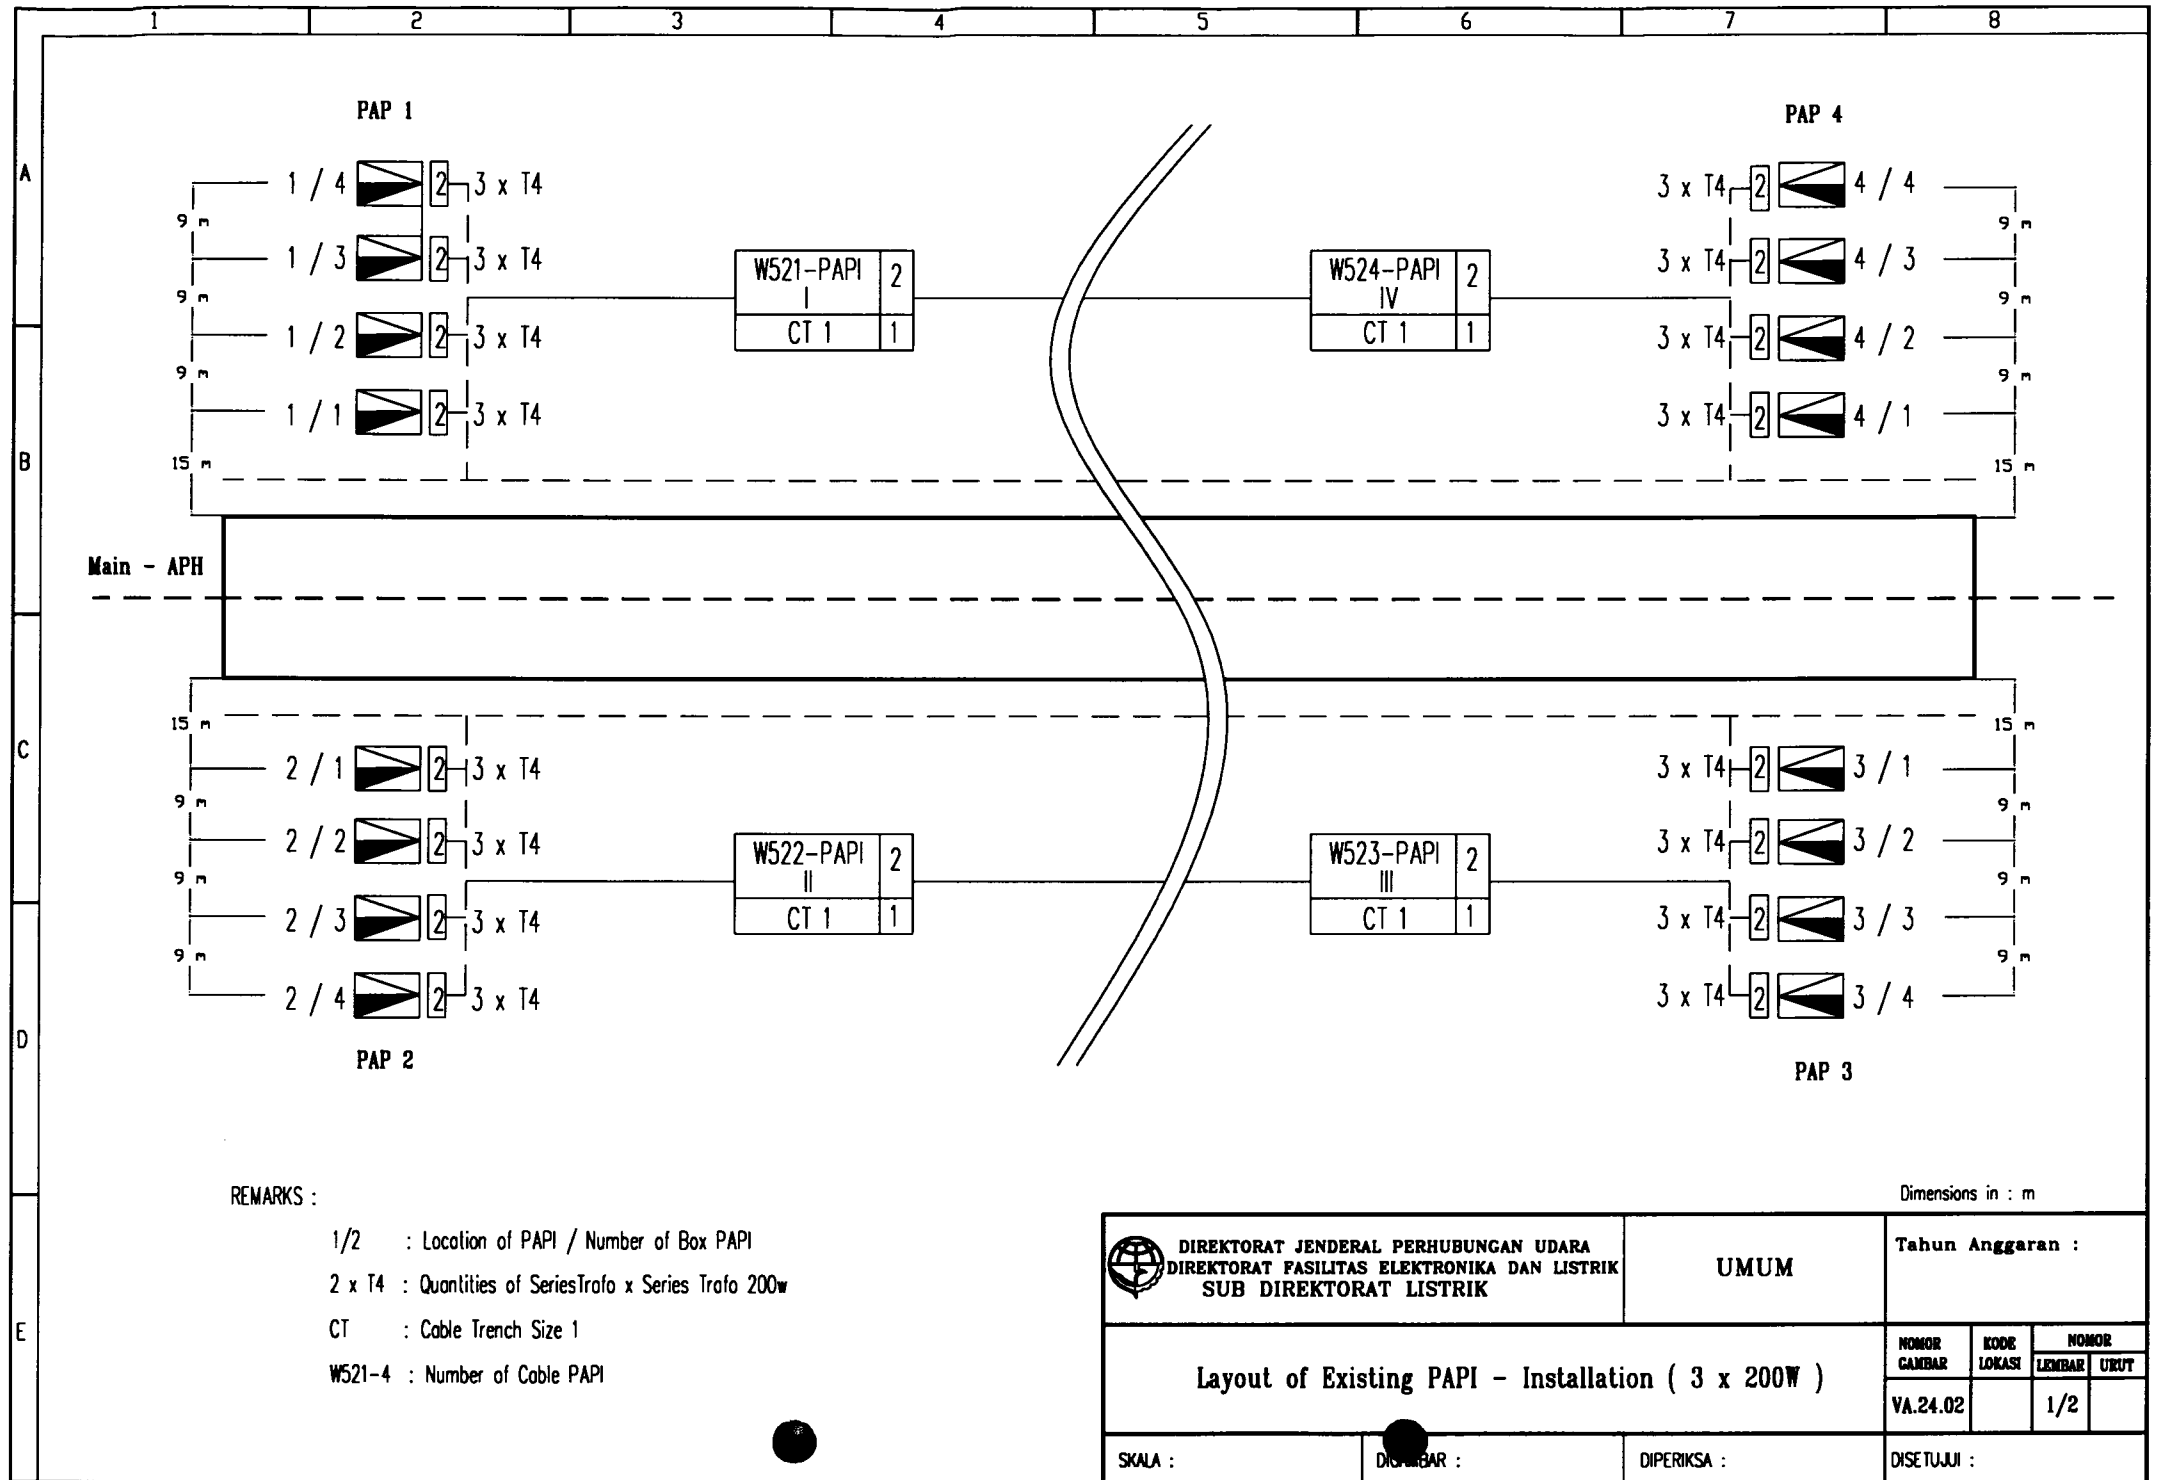 1 2 3 4 5 6 7 8
A
B
C
D
E
PAP 1
PAP 4
1 / 4 2 3 x T4
1 / 3 2 3 x T4
1 / 2 2 3 x T4
1 / 1 2 3 x T4
9 m
9 m
9 m
15 m
W521-PAPI 2
I
CT 1 1
W524-PAPI 2
IV
CT 1 1
3 x T4 2 4 / 4
3 x T4 2 4 / 3
3 x T4 2 4 / 2
3 x T4 2 4 / 1
9 m
9 m
9 m
15 m
Main - APH
15 m
9 m
9 m
9 m
2 / 1 2 3 x T4
2 / 2 2 3 x T4
2 / 3 2 3 x T4
2 / 4 2 3 x T4
W522-PAPI 2
II
CT 1 1
W523-PAPI 2
III
CT 1 1
3 x T4 2 3 / 1
3 x T4 2 3 / 2
3 x T4 2 3 / 3
3 x T4 2 3 / 4
15 m
9 m
9 m
9 m
PAP 2
PAP 3
REMARKS :
1/2 : Location of PAPI / Number of Box PAPI
2 x T4 : Quantities of SeriesTrafo x Series Trafo 200w
CT : Cable Trench Size 1
W521-4 : Number of Cable PAPI
Dimensions in : m
DIREKTORAT JENDERAL PERHUBUNGAN UDARA
DIREKTORAT FASILITAS ELEKTRONIKA DAN LISTRIK
SUB DIREKTORAT LISTRIK
UMUM
Tahun Anggaran :
Layout of Existing PAPI - Installation ( 3 x 200W )
NOMOR GAMBAR
KODE LOKASI
NOMOR
LEMBAR URUT
VA.24.02
1/2
SKALA :
DIPERIKSA :
DISETUJUI :